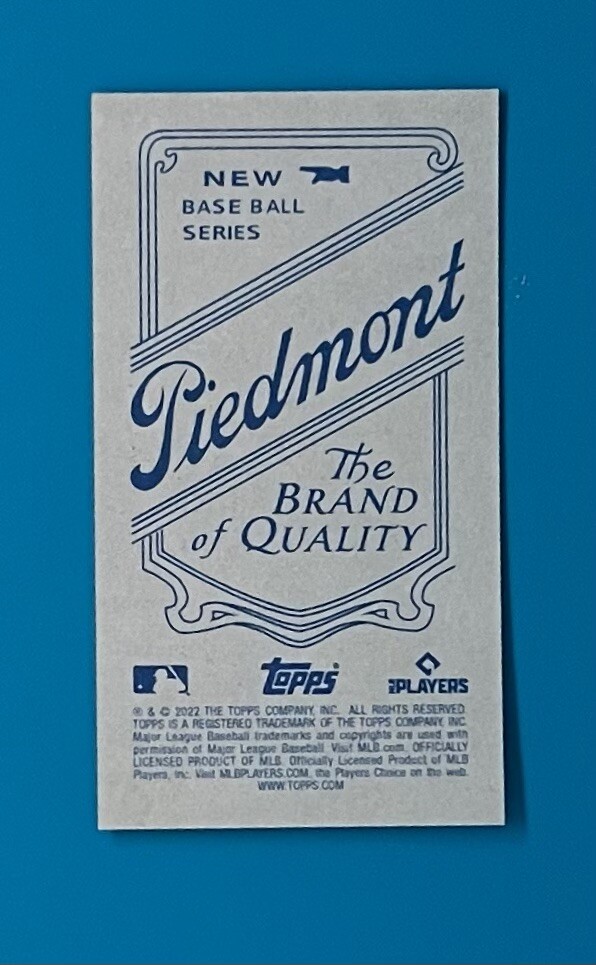 NEW
BASE BALL
SERIES
Piedmont
The
BRAND
of QUALITY
topps
MLB PLAYERS
® & © 2022 THE TOPPS COMPANY, INC. ALL RIGHTS RESERVED.
TOPPS IS A REGISTERED TRADEMARK OF THE TOPPS COMPANY, INC.
Major League Baseball trademarks and copyrights are used with
permission of Major League Baseball. Visit MLB.com. OFFICIALLY
LICENSED PRODUCT OF MLB. Officially Licensed Product of MLB
Players, Inc. Visit MLBPLAYERS.COM, the Players Choice on the web.
WWW.TOPPS.COM